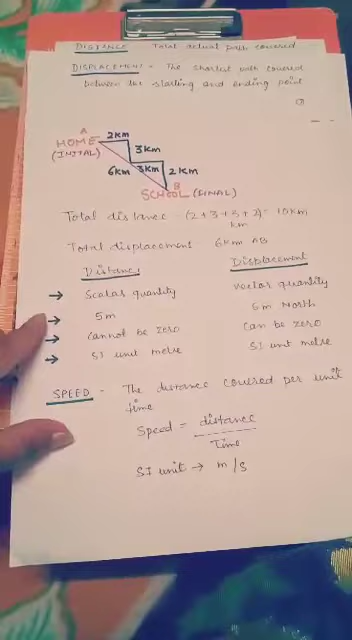 DISTANCE Total actual path covered
DISPLACEMENT - The shortest path covered
between the starting and ending point
A
2km
HOME
(INITAL)
3km
6km 3km 2km
B
SCHOOL (FINAL)
Total distance (2+3+3+2) = 10km
km
Total displacement 6km AB
Distance Displacement
→ Scalar quantity vector quantity
→ 5m 5m North
→ cannot be zero Can be zero
→ SI unit metre SI unit metre
SPEED - The distance covered per unit
time
Speed = distance
Time
SI unit → m/s